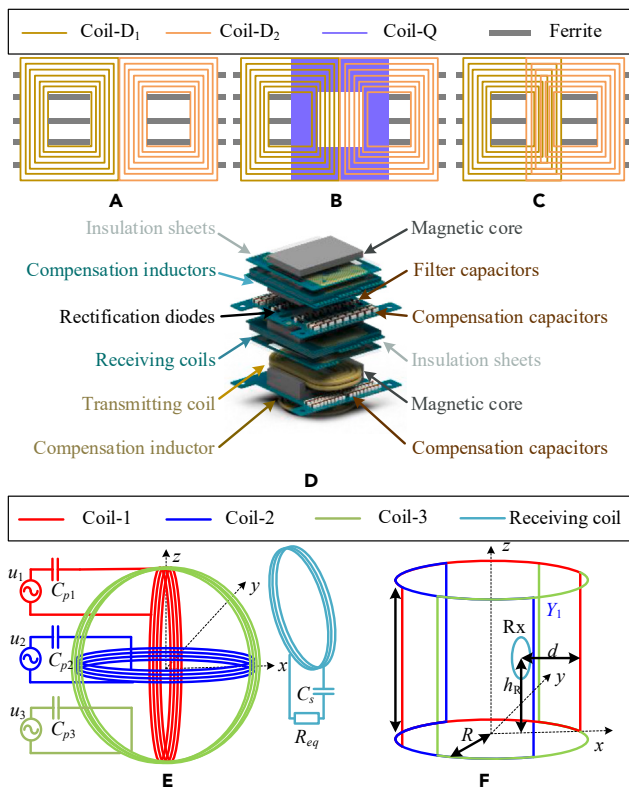 Coil-D₁ Coil-D₂ Coil-Q Ferrite
A B C
Insulation sheets Magnetic core
Compensation inductors Filter capacitors
Rectification diodes Compensation capacitors
Receiving coils Insulation sheets
Transmitting coil Magnetic core
Compensation inductor Compensation capacitors
D
Coil-1 Coil-2 Coil-3 Receiving coil
u₁ Cp1 z y
u₂ Cp2 x
u₃ Cp3
Cs
Req
E
z
Y₁
Rx
d
hR y
R x
F